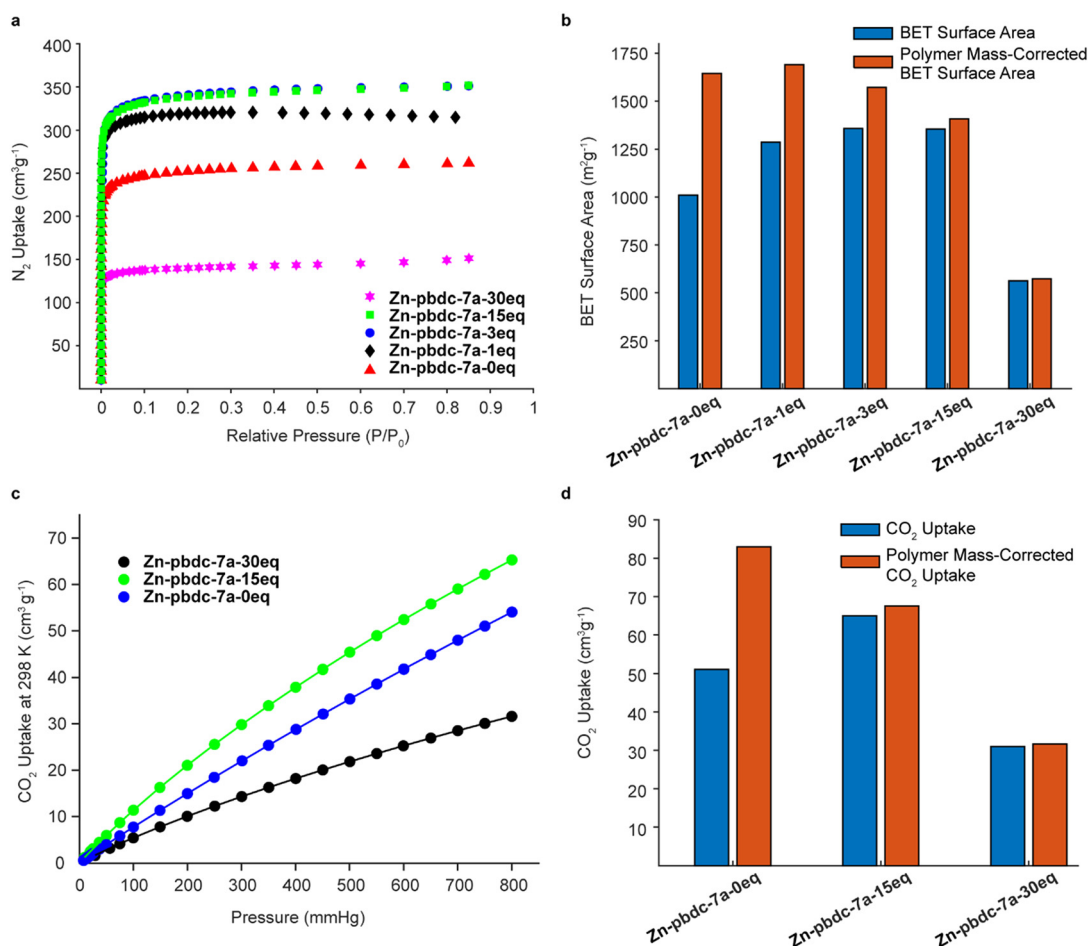 a
N₂ Uptake (cm³g⁻¹)
400
350
300
250
200
150
100
50
0
0.1
0.2
0.3
0.4
0.5
0.6
0.7
0.8
0.9
1
Relative Pressure (P/P₀)
Zn-pbdc-7a-30eq
Zn-pbdc-7a-15eq
Zn-pbdc-7a-3eq
Zn-pbdc-7a-1eq
Zn-pbdc-7a-0eq
b
BET Surface Area (m²g⁻¹)
1750
1500
1250
1000
750
500
250
BET Surface Area
Polymer Mass-Corrected
BET Surface Area
Zn-pbdc-7a-0eq
Zn-pbdc-7a-1eq
Zn-pbdc-7a-3eq
Zn-pbdc-7a-15eq
Zn-pbdc-7a-30eq
c
CO₂ Uptake at 298 K (cm³ g⁻¹)
70
60
50
40
30
20
10
0
0
100
200
300
400
500
600
700
800
Pressure (mmHg)
Zn-pbdc-7a-30eq
Zn-pbdc-7a-15eq
Zn-pbdc-7a-0eq
d
CO₂ Uptake (cm³g⁻¹)
90
80
70
60
50
40
30
20
10
CO₂ Uptake
Polymer Mass-Corrected
CO₂ Uptake
Zn-pbdc-7a-0eq
Zn-pbdc-7a-15eq
Zn-pbdc-7a-30eq